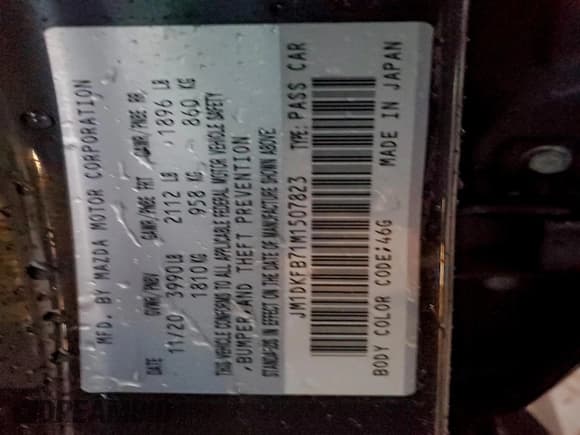 MFD. BY MAZDA MOTOR CORPORATION
DATE GVWR/PNBV GAWR/PNBE FRT GAWR/PNBE RR.
11/20 3990LB 2112 LB 1896 LB
1810KG 958 KG 860 KG
THIS VEHICLE CONFORMS TO ALL APPLICABLE FEDERAL MOTOR VEHICLE SAFETY
, BUMPER, AND THEFT PREVENTION
STANDARDS IN EFFECT ON THE DATE OF MANUFACTURE SHOWN ABOVE
JM1DKFB71M1507823 TYPE: PASS CAR
BODY COLOR CODE;46G MADE IN JAPAN